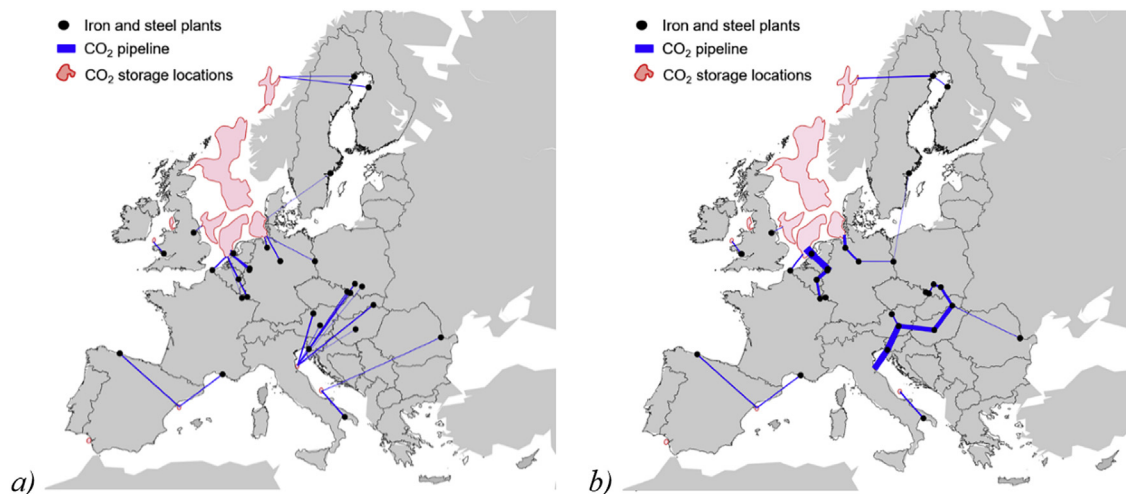 Iron and steel plants
CO₂ pipeline
CO₂ storage locations
a)
Iron and steel plants
CO₂ pipeline
CO₂ storage locations
b)